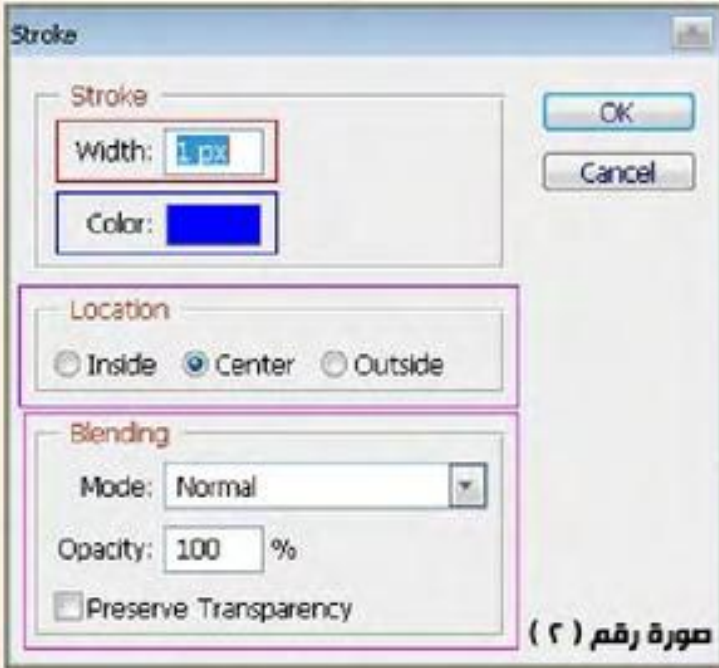 Stroke
Stroke
Width: 1 px
Color:
OK
Cancel
Location
Inside Center Outside
Blending
Mode: Normal
Opacity: 100 %
Preserve Transparency
صورة رقم ( ٢ )